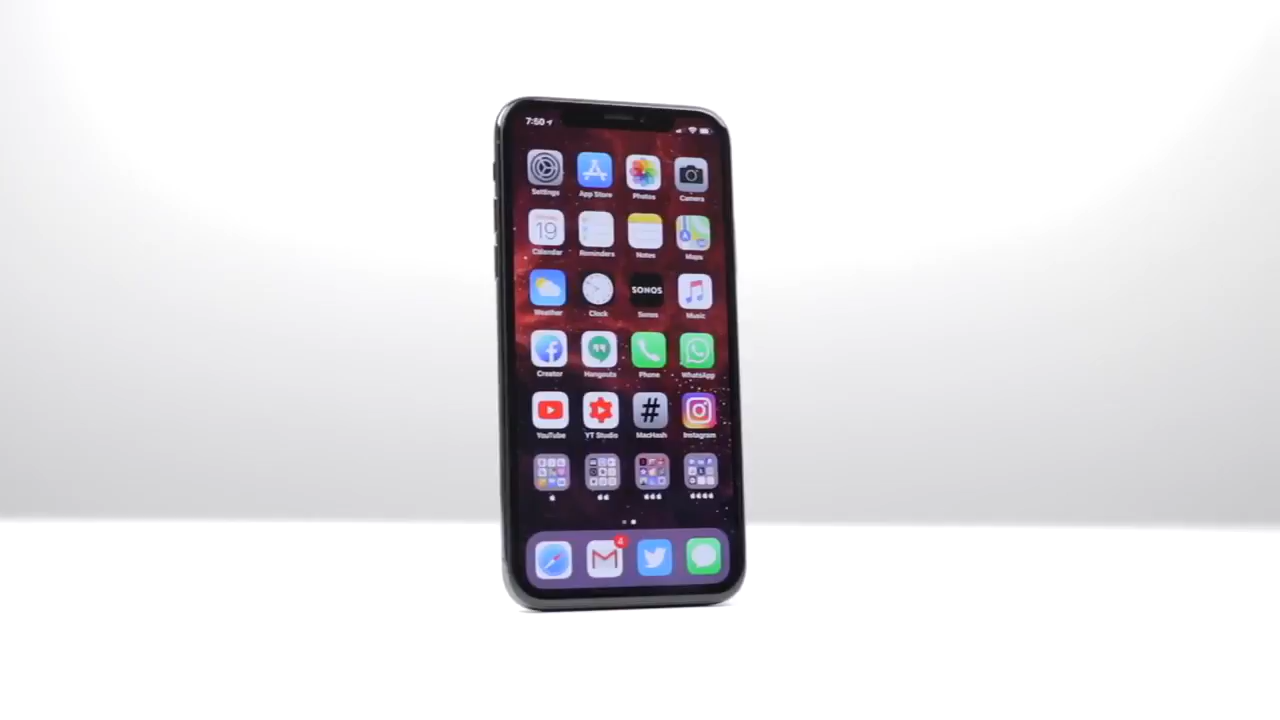 7:50
Settings App Store Photos Camera
19
Calendar Reminders Notes Maps
SONOS
Weather Clock Sonos Music
Creator Hangouts Phone WhatsApp
#
YouTube YT Studio MacHash Instagram
4